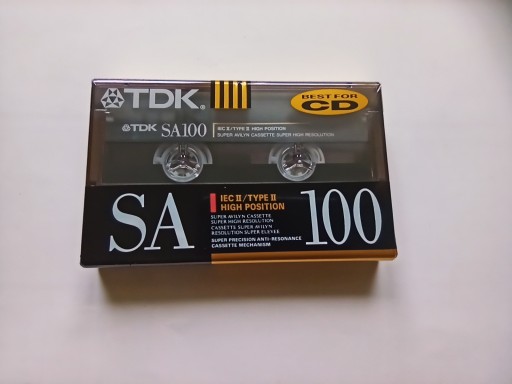 TDK®
BEST FOR
CD
TDK SA100
IEC II/TYPE II HIGH POSITION
SUPER AVILYN CASSETTE SUPER HIGH RESOLUTION
SA
IEC II/TYPE II
HIGH POSITION
SUPER AVILYN CASSETTE
SUPER HIGH RESOLUTION
CASSETTE SUPER AVILYN
RESOLUTION SUPER ELEVEE
SUPER PRECISION ANTI-RESONANCE
CASSETTE MECHANISM
100